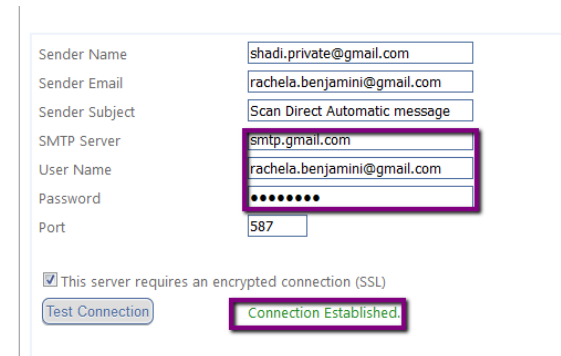 Sender Name shadi.private@gmail.com
Sender Email rachela.benjamini@gmail.com
Sender Subject Scan Direct Automatic message
SMTP Server smtp.gmail.com
User Name rachela.benjamini@gmail.com
Password ●●●●●●●●
Port 587
This server requires an encrypted connection (SSL)
Test Connection Connection Established.